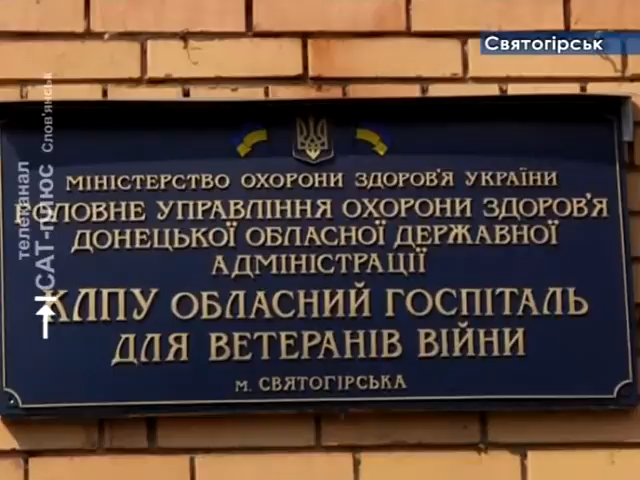 Святогірськ
МІНІСТЕРСТВО ОХОРОНИ ЗДОРОВ'Я УКРАЇНИ
ГОЛОВНЕ УПРАВЛІННЯ ОХОРОНИ ЗДОРОВ'Я
ДОНЕЦЬКОЇ ОБЛАСНОЇ ДЕРЖАВНОЇ
АДМІНІСТРАЦІЇ
КЛПУ ОБЛАСНИЙ ГОСПІТАЛЬ
ДЛЯ ВЕТЕРАНІВ ВІЙНИ
м. СВЯТОГІРСЬКА
телеканал
САТ-плюс
Слов'янськ